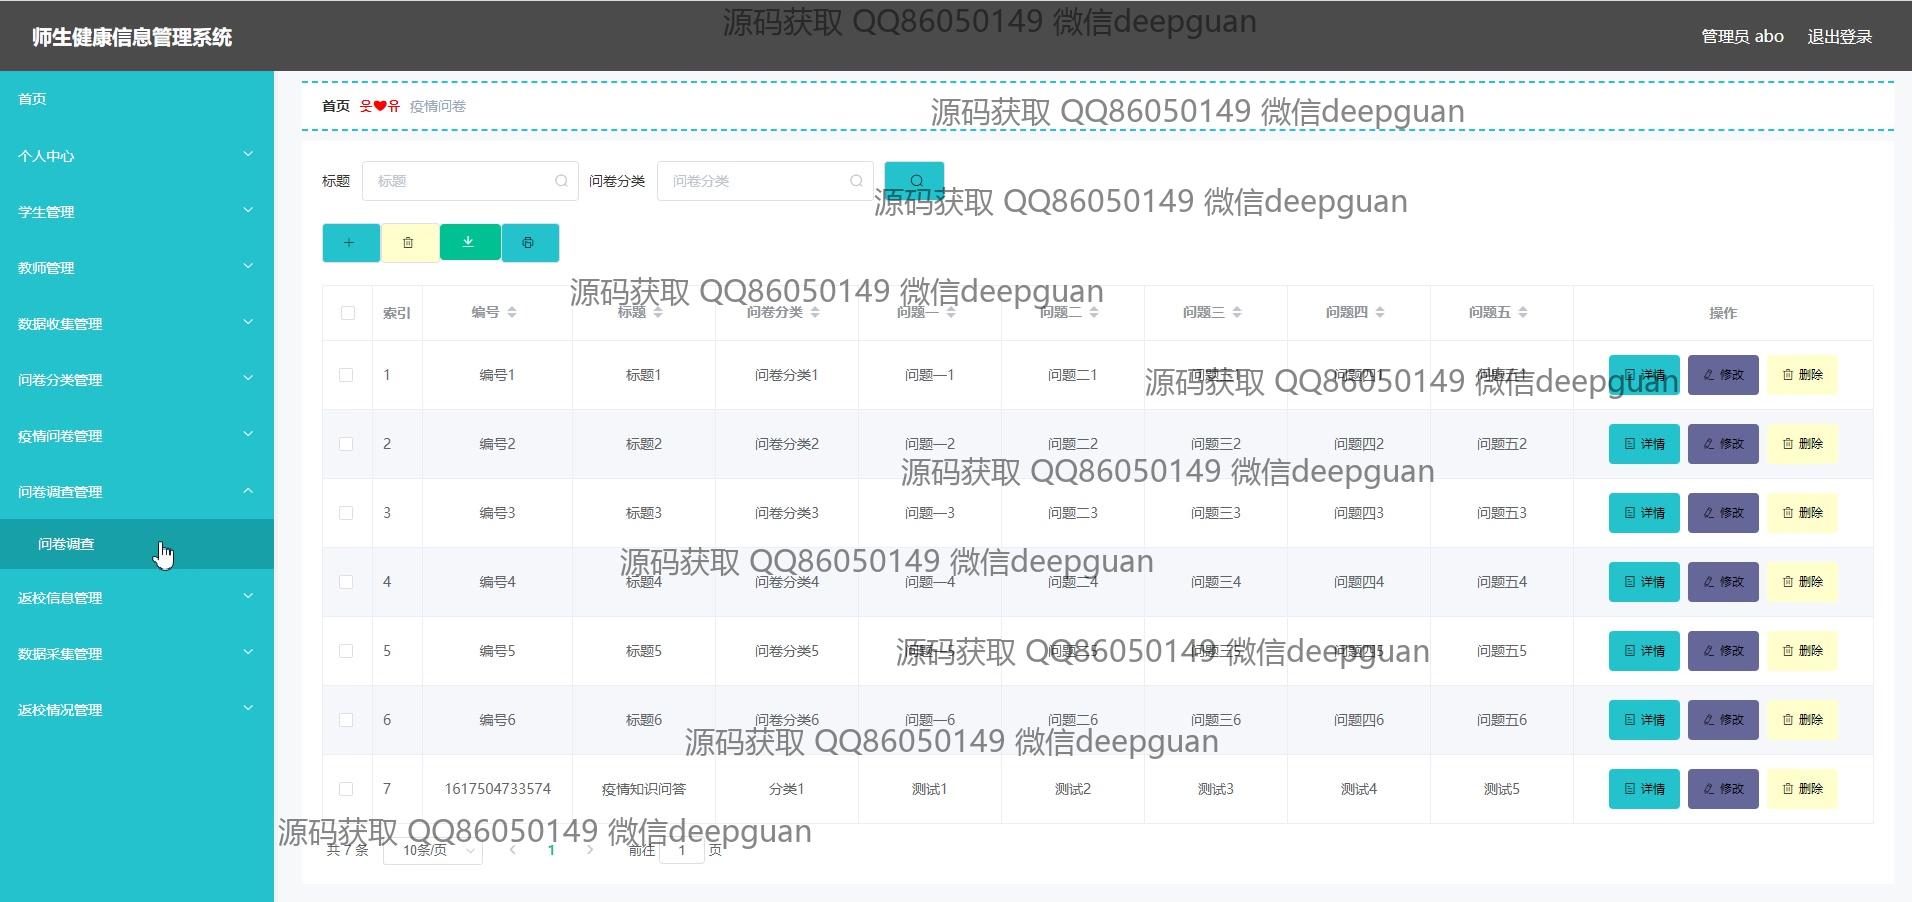 师生健康信息管理系统
源码获取 QQ86050149 微信deepguan
管理员 abo
退出登录
首页
个人中心
学生管理
教师管理
数据收集管理
问卷分类管理
疫情问卷管理
问卷调查管理
问卷调查
返校信息管理
数据采集管理
返校情况管理
首页 웃❤유 疫情问卷
源码获取 QQ86050149 微信deepguan
标题 标题 问卷分类 问卷分类
源码获取 QQ86050149 微信deepguan
源码获取 QQ86050149 微信deepguan
索引 编号 标题 问卷分类 问题一 问题二 问题三 问题四 问题五 操作
1 编号1 标题1 问卷分类1 问题一1 问题二1 问题三1 问题四1 问题五1 详情 修改 删除
源码获取 QQ86050149 微信deepguan
2 编号2 标题2 问卷分类2 问题一2 问题二2 问题三2 问题四2 问题五2 详情 修改 删除
源码获取 QQ86050149 微信deepguan
3 编号3 标题3 问卷分类3 问题一3 问题二3 问题三3 问题四3 问题五3 详情 修改 删除
源码获取 QQ86050149 微信deepguan
4 编号4 标题4 问卷分类4 问题一4 问题二4 问题三4 问题四4 问题五4 详情 修改 删除
5 编号5 标题5 问卷分类5 问题一5 问题二5 问题三5 问题四5 问题五5 详情 修改 删除
源码获取 QQ86050149 微信deepguan
6 编号6 标题6 问卷分类6 问题一6 问题二6 问题三6 问题四6 问题五6 详情 修改 删除
源码获取 QQ86050149 微信deepguan
7 1617504733574 疫情知识问答 分类1 测试1 测试2 测试3 测试4 测试5 详情 修改 删除
源码获取 QQ86050149 微信deepguan
共 7 条 10条/页 1 前往 1 页